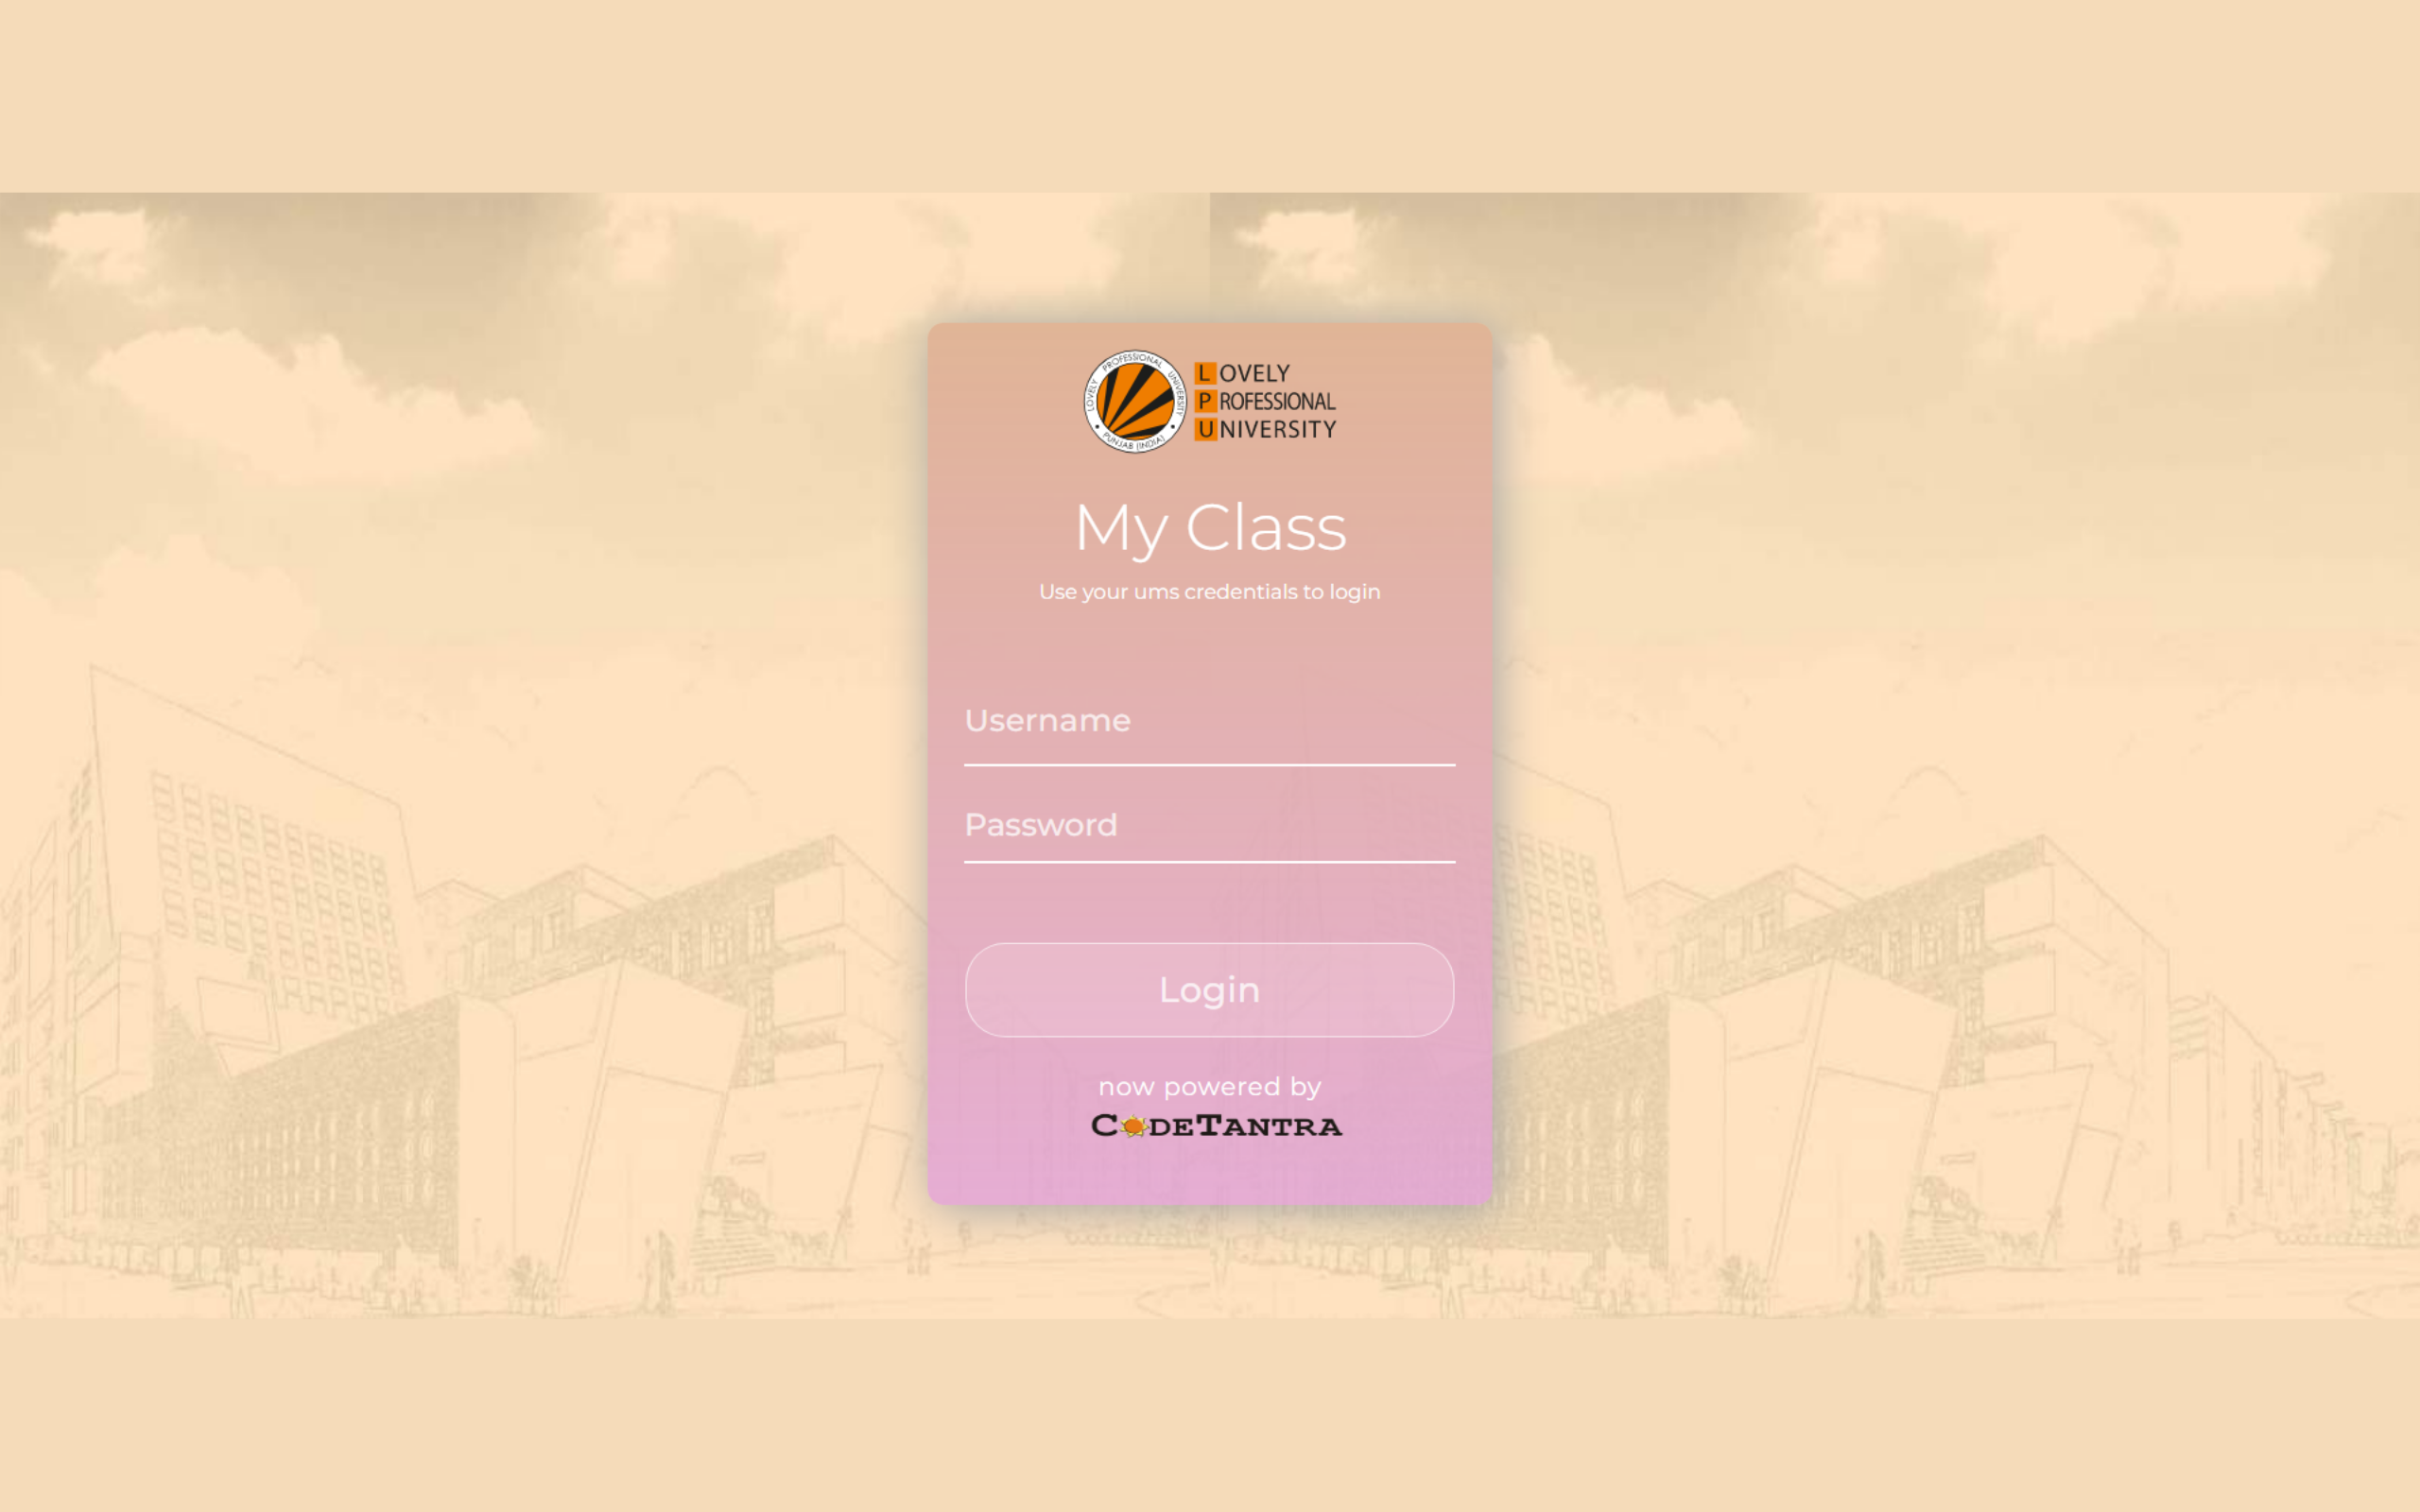 LOVELY PROFESSIONAL UNIVERSITY
PUNJAB (INDIA)
LOVELY
PROFESSIONAL
UNIVERSITY
My Class
Use your ums credentials to login
Username
Password
Login
now powered by
CODETANTRA